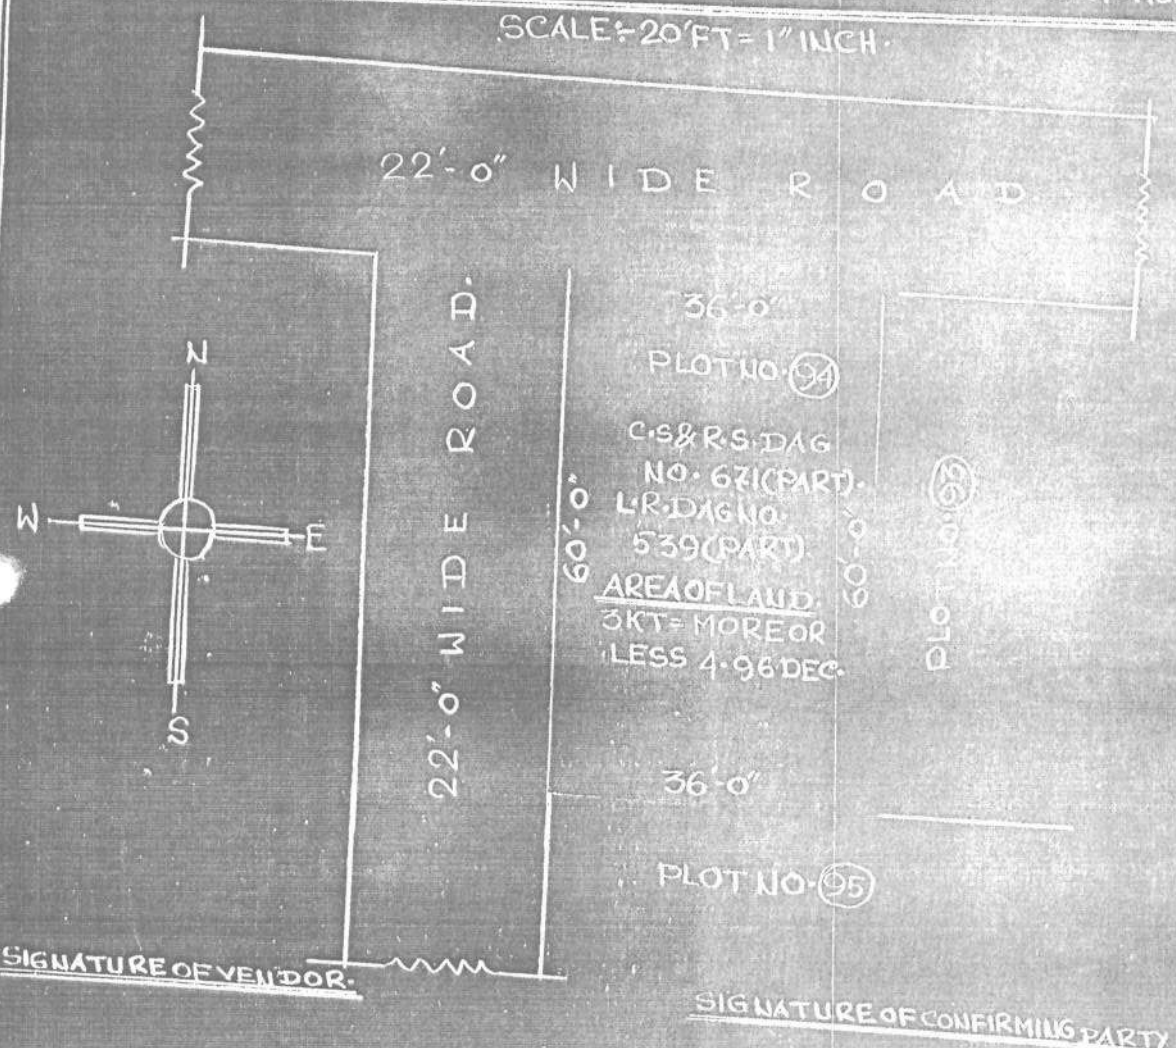 SCALE:- 20'FT = 1" INCH.
22'-0" WIDE ROAD
22'-0" WIDE ROAD.
N
W
E
S
36'-0"
PLOT NO. 94
C.S & R.S. DAG
NO. 671(PART).
L.R. DAG NO.
539(PART).
AREA OF LAND.
3KT = MORE OR
LESS 4.96 DEC.
60'-0"
60'-0"
PLOT NO. 93
36'-0"
PLOT NO. 95
SIGNATURE OF VENDOR.
SIGNATURE OF CONFIRMING PARTY